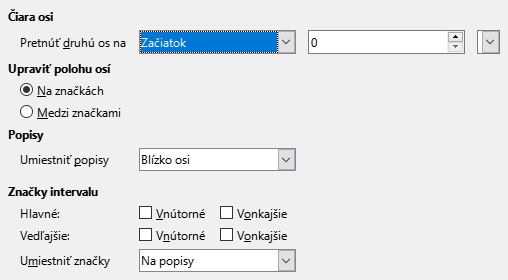 Čiara osi
Pretnúť druhú os na Začiatok 0
Upraviť polohu osí
Na značkách
Medzi značkami
Popisy
Umiestniť popisy Blízko osi
Značky intervalu
Hlavné: Vnútorné Vonkajšie
Vedľajšie: Vnútorné Vonkajšie
Umiestniť značky Na popisy